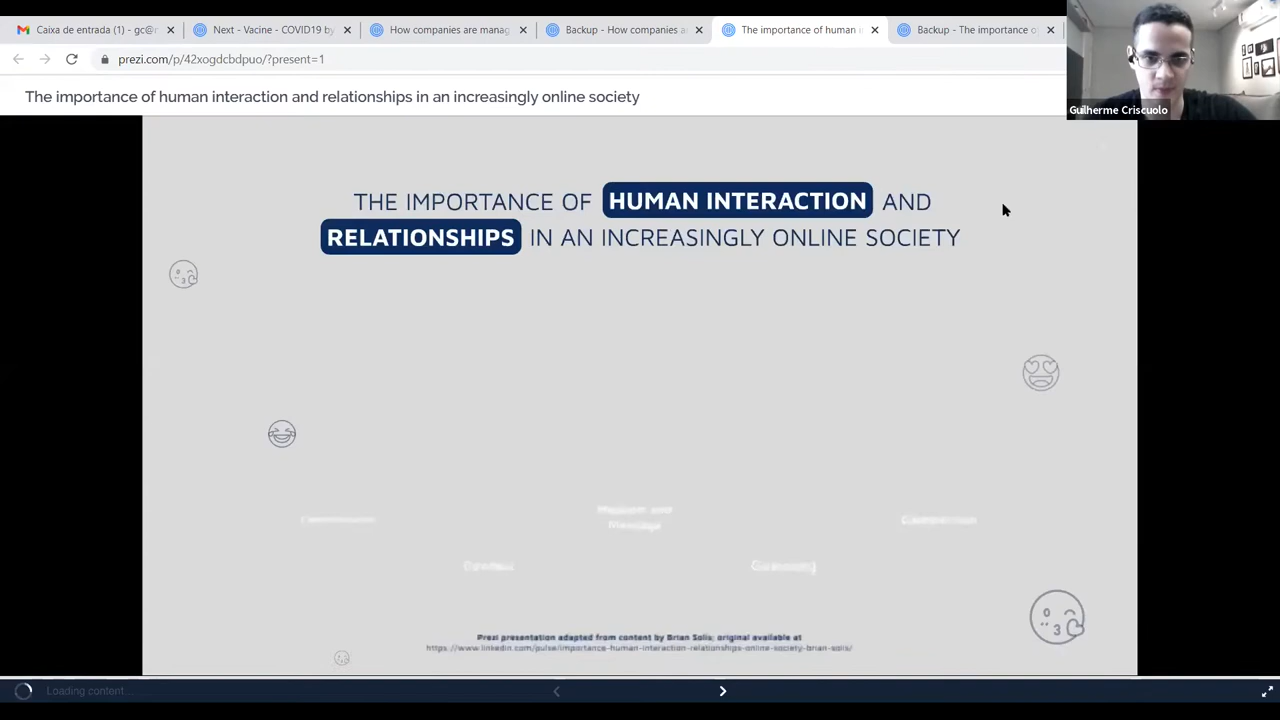 Caixa de entrada (1) - gc@r
Next - Vacine - COVID19 by
How companies are manag
Backup - How companies a
The importance of human i
Backup - The importance o
prezi.com/p/42xogdcbdpuo/?present=1
Guilherme Criscuolo
The importance of human interaction and relationships in an increasingly online society
THE IMPORTANCE OF HUMAN INTERACTION AND
RELATIONSHIPS IN AN INCREASINGLY ONLINE SOCIETY
Prezi presentation adapted from content by Brian Solis; original available at
https://www.linkedin.com/pulse/importance-human-interaction-relationships-online-society-brian-solis/
Loading content...